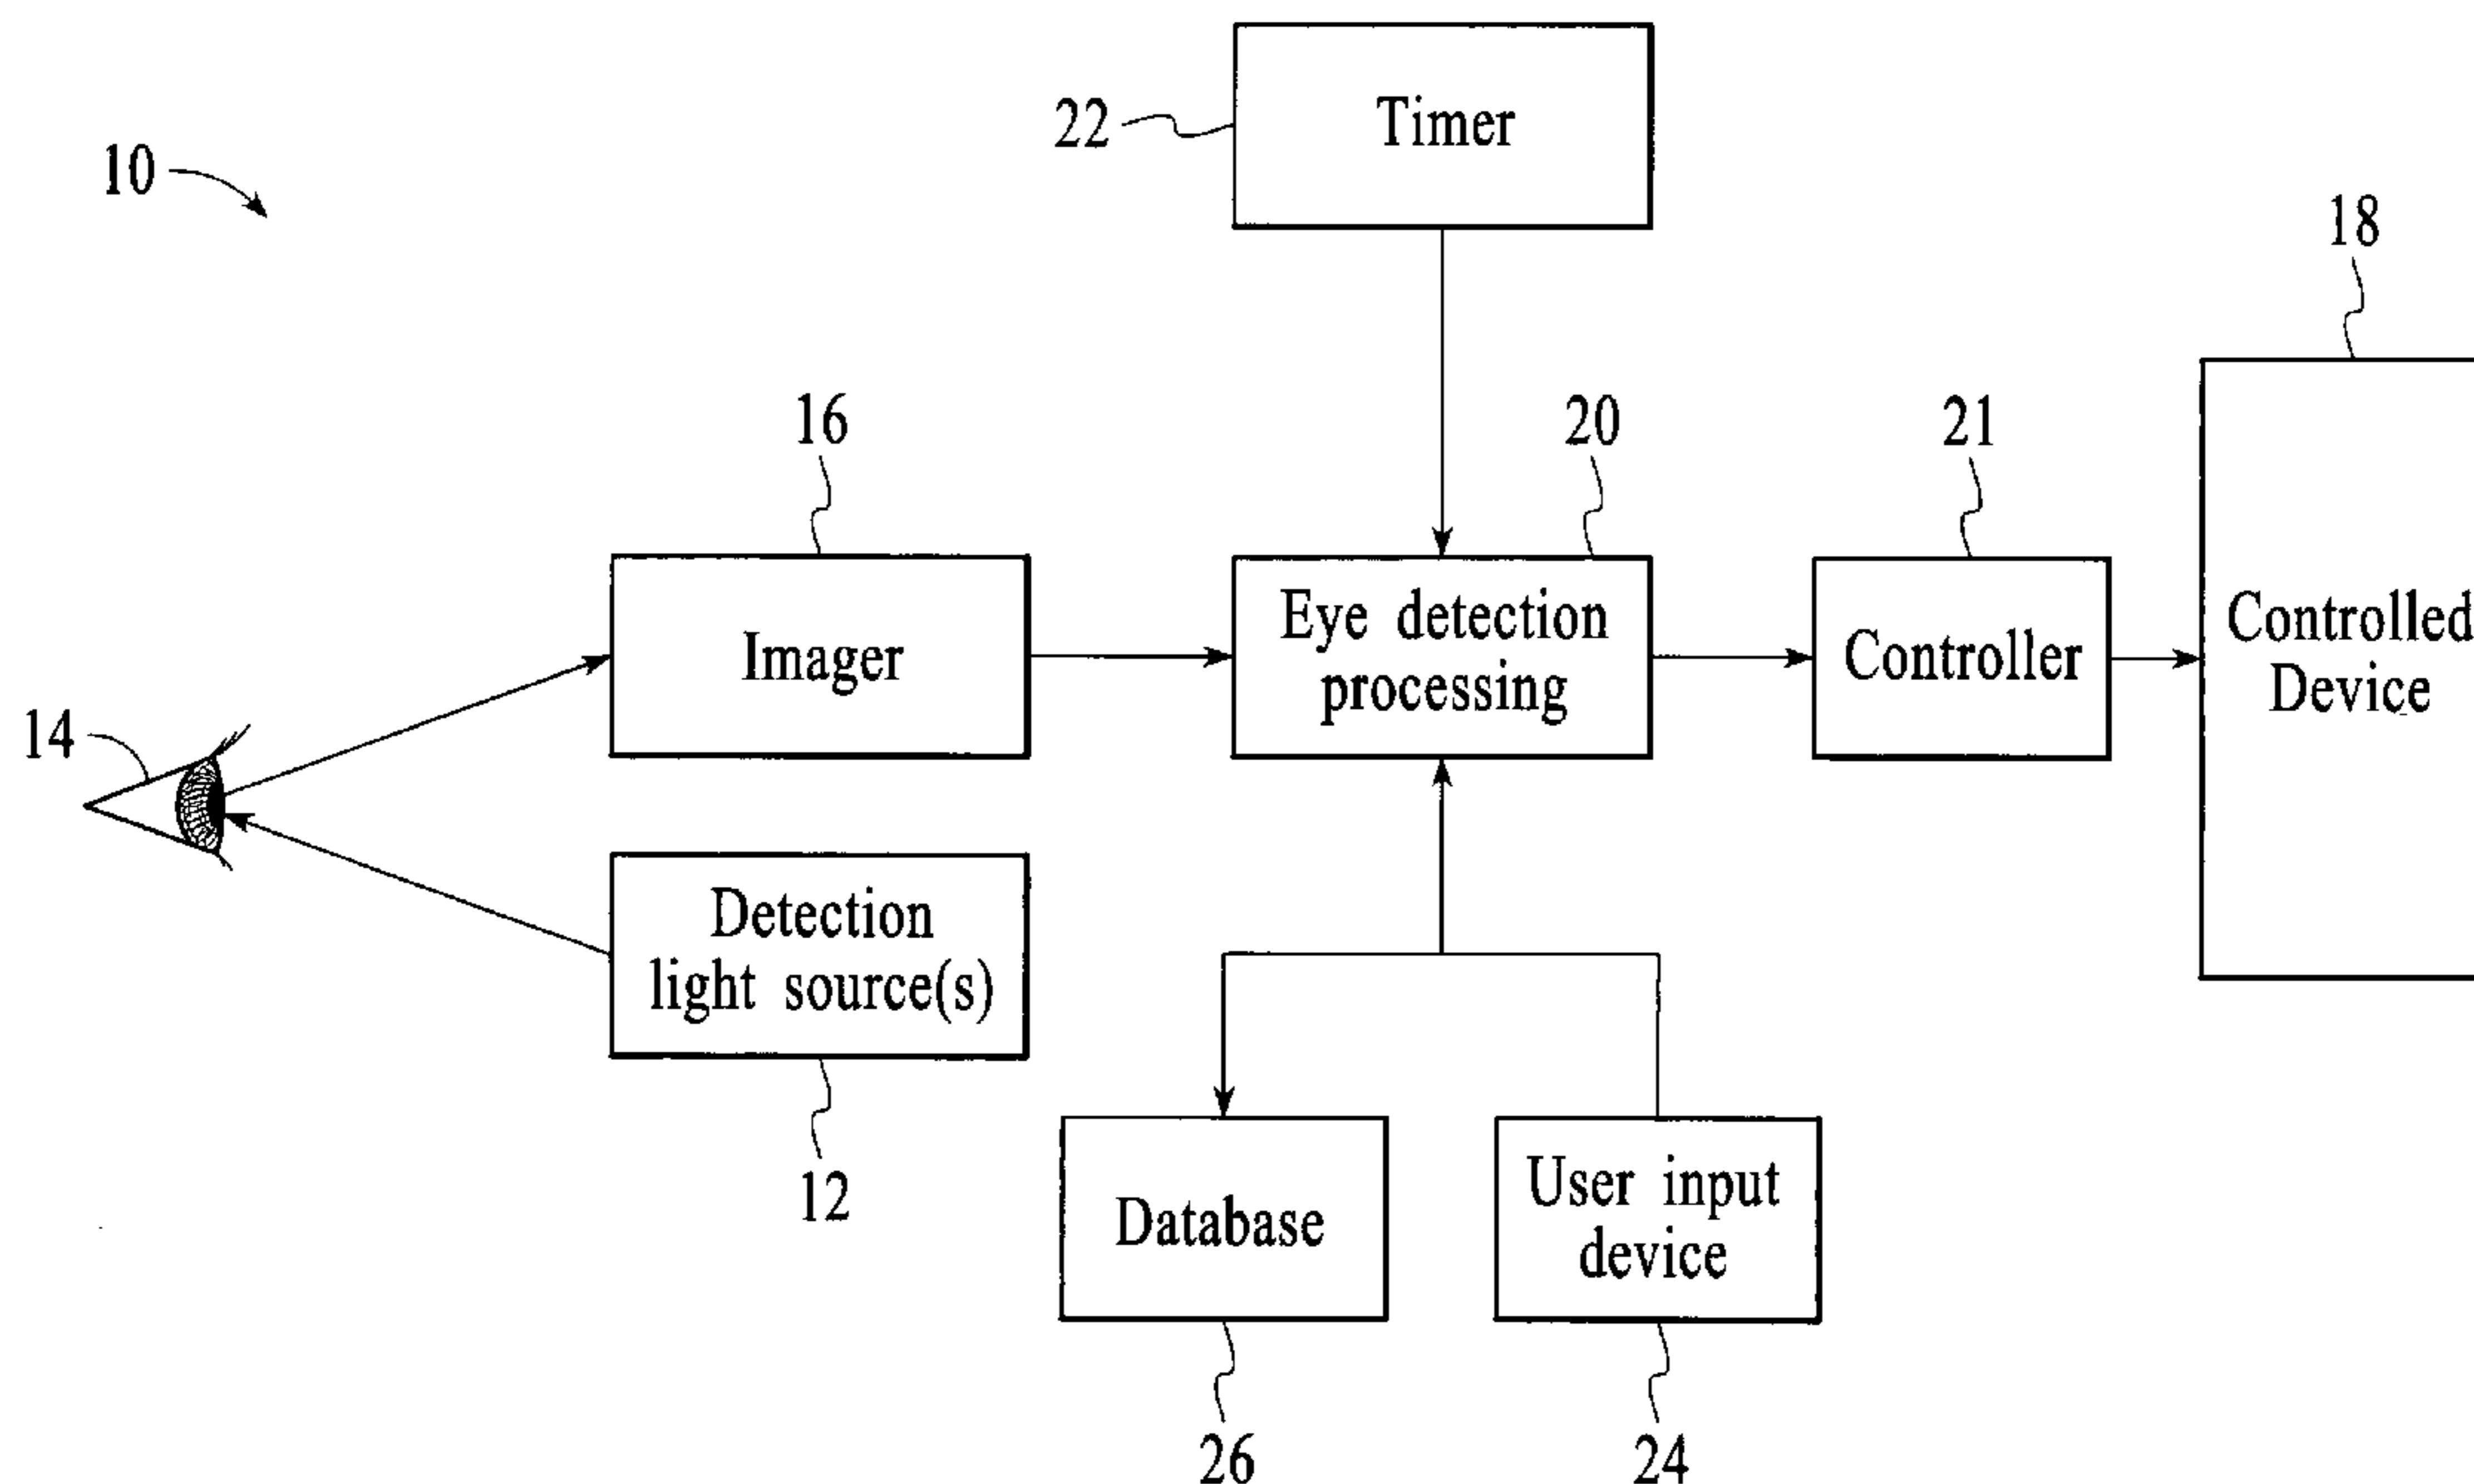 22
Timer
10
18
16
20
21
Imager
Eye detection
processing
Controller
Controlled
Device
14
Detection
light source(s)
12
Database
User input
device
26
24